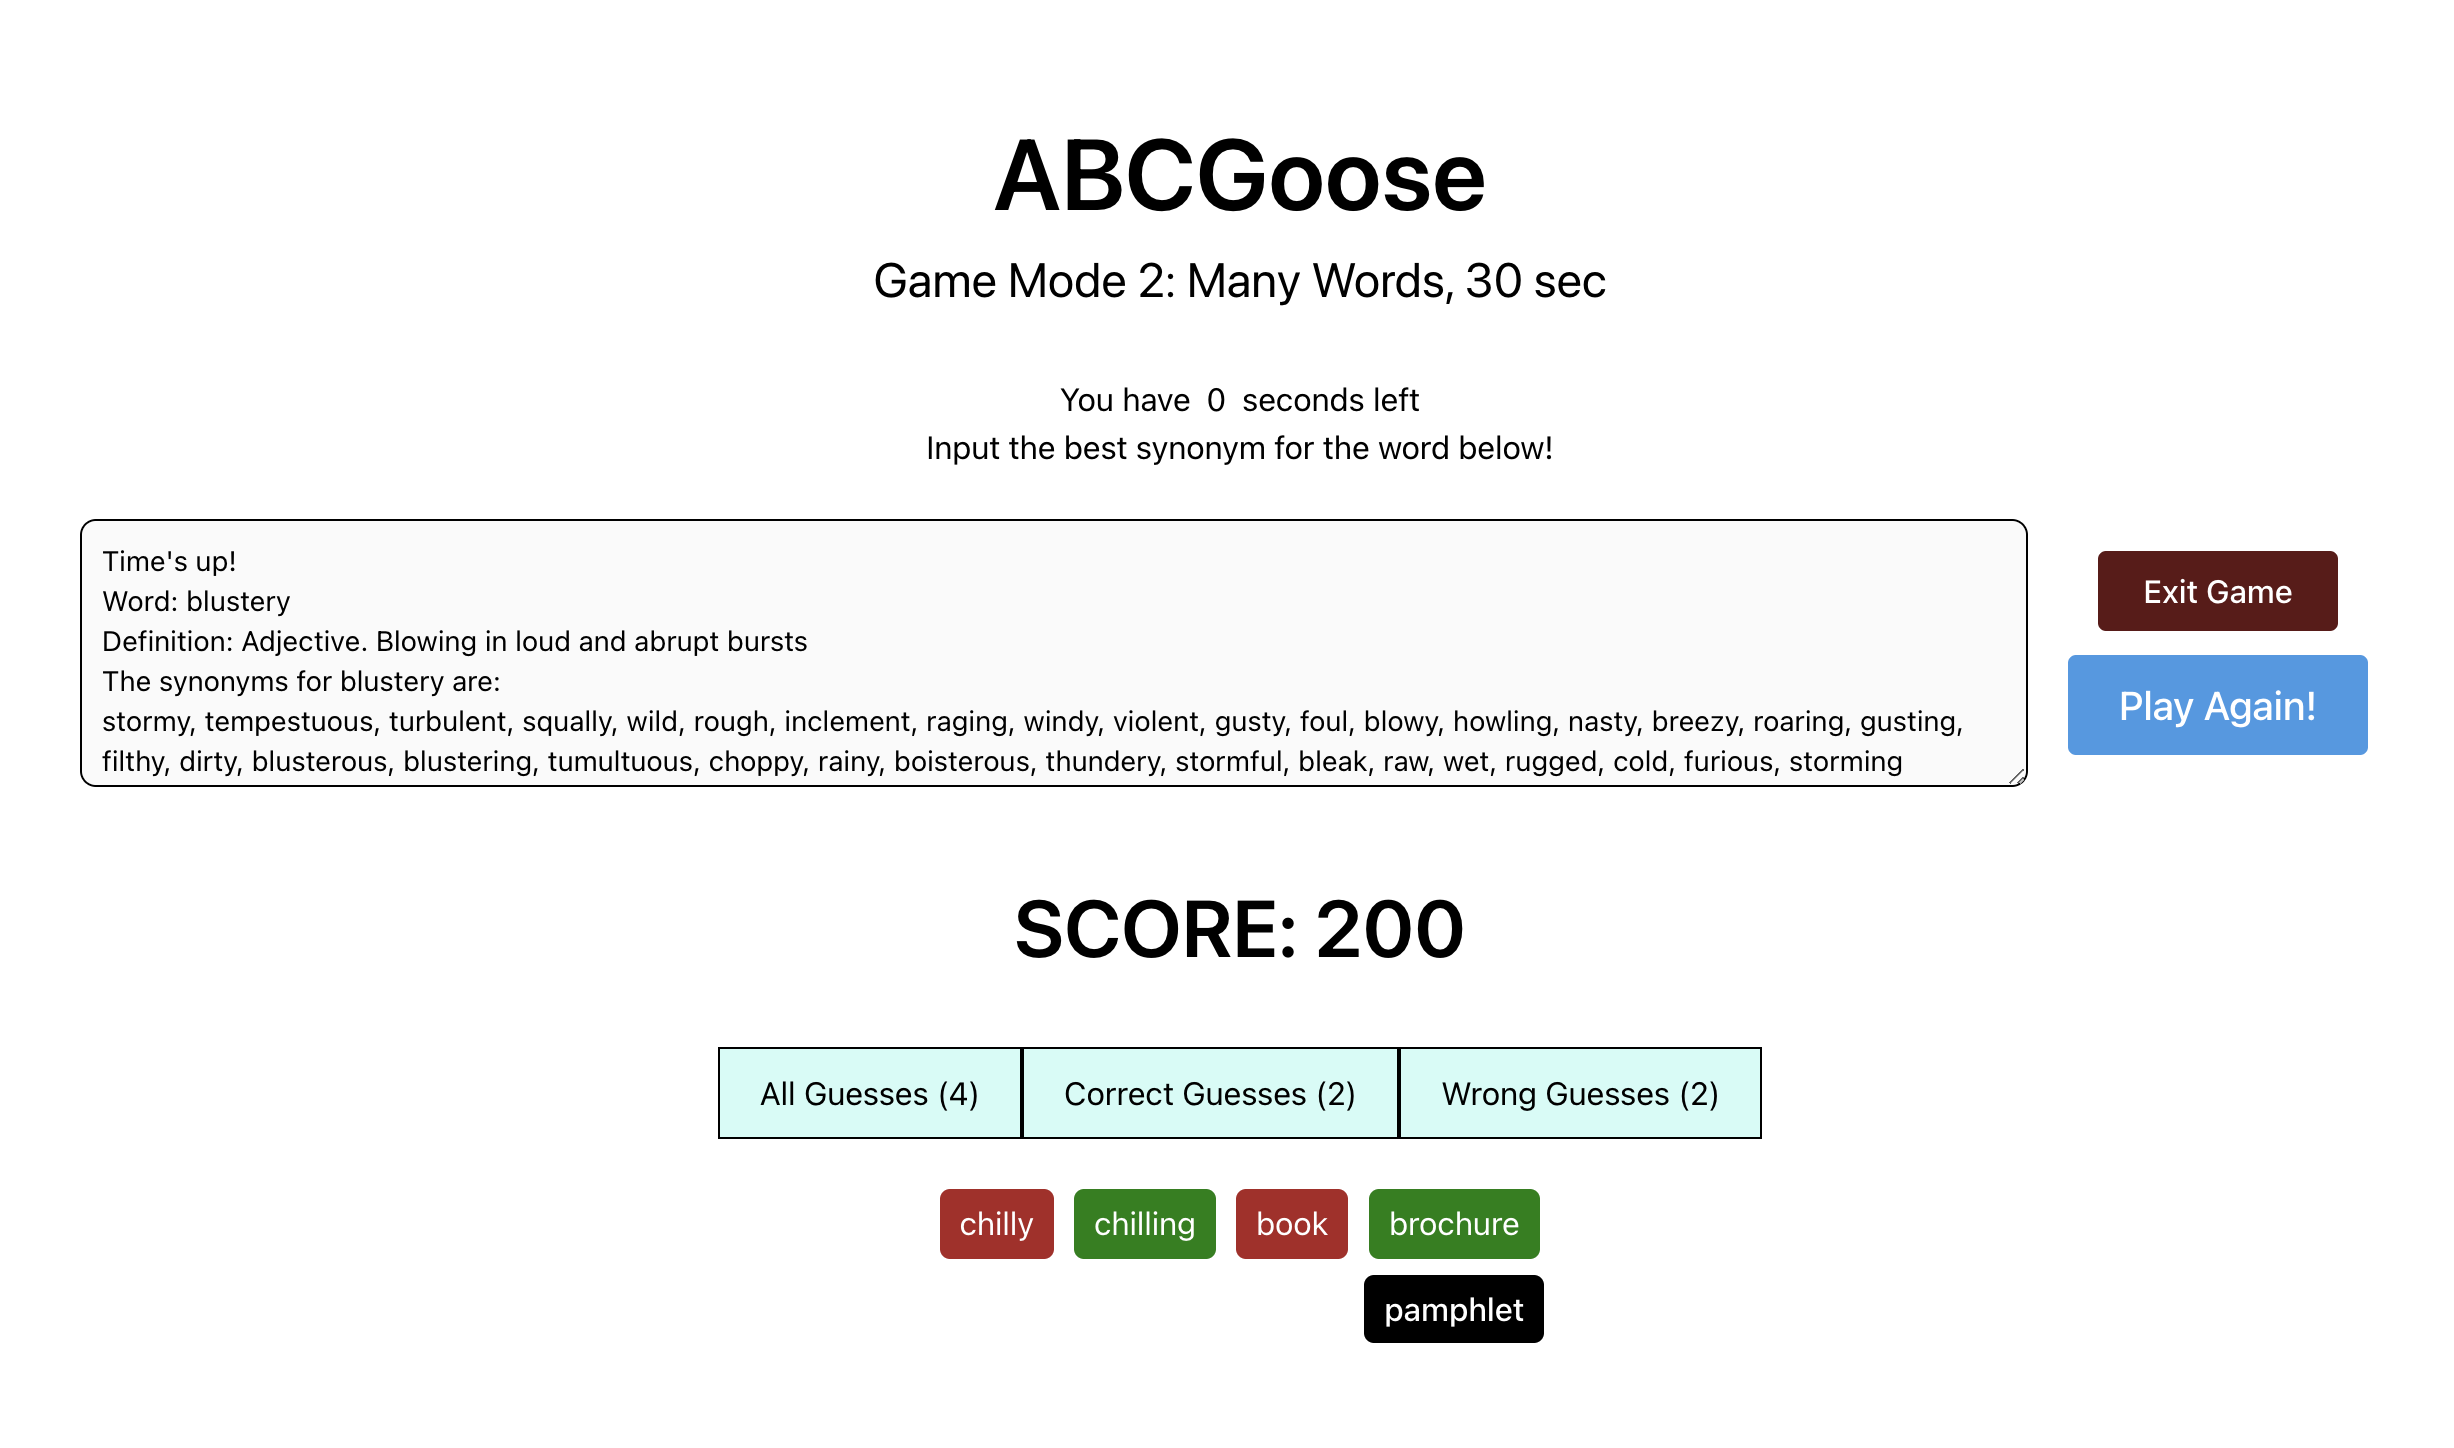 ABCGoose
Game Mode 2: Many Words, 30 sec
You have 0 seconds left
Input the best synonym for the word below!
Time's up!
Word: blustery
Definition: Adjective. Blowing in loud and abrupt bursts
The synonyms for blustery are:
stormy, tempestuous, turbulent, squally, wild, rough, inclement, raging, windy, violent, gusty, foul, blowy, howling, nasty, breezy, roaring, gusting,
filthy, dirty, blusterous, blustering, tumultuous, choppy, rainy, boisterous, thundery, stormful, bleak, raw, wet, rugged, cold, furious, storming
Exit Game
Play Again!
SCORE: 200
All Guesses (4) Correct Guesses (2) Wrong Guesses (2)
chilly chilling book brochure
pamphlet